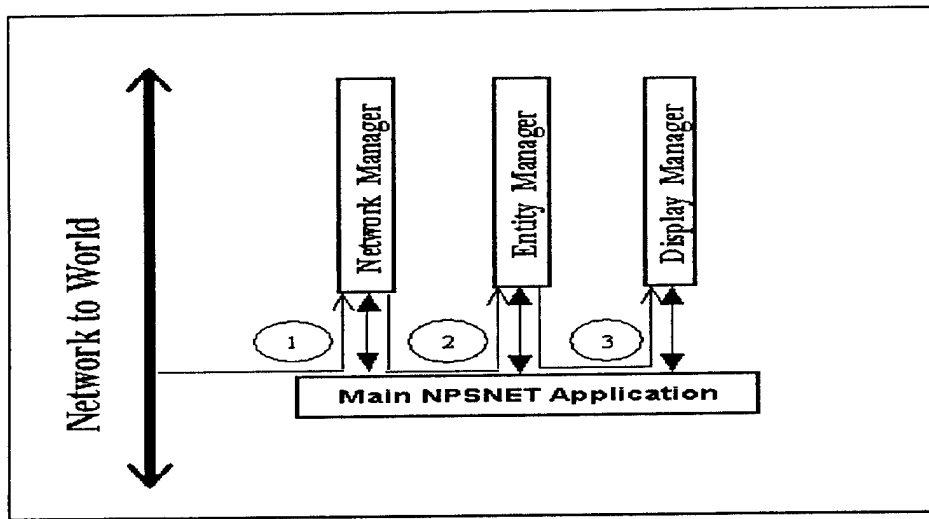 Network to World
Network Manager
Entity Manager
Display Manager
1
2
3
Main NPSNET Application